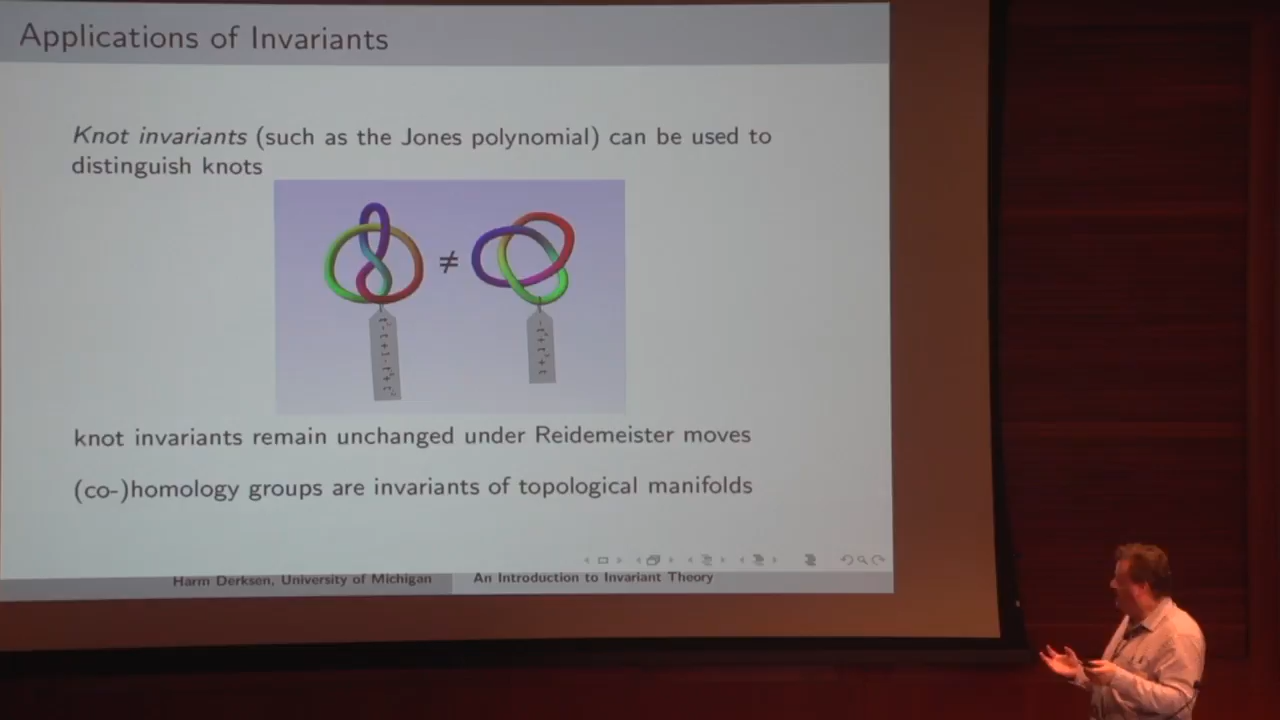 Applications of Invariants
Knot invariants (such as the Jones polynomial) can be used to
distinguish knots
≠
knot invariants remain unchanged under Reidemeister moves
(co-)homology groups are invariants of topological manifolds
Harm Derksen, University of Michigan
An Introduction to Invariant Theory